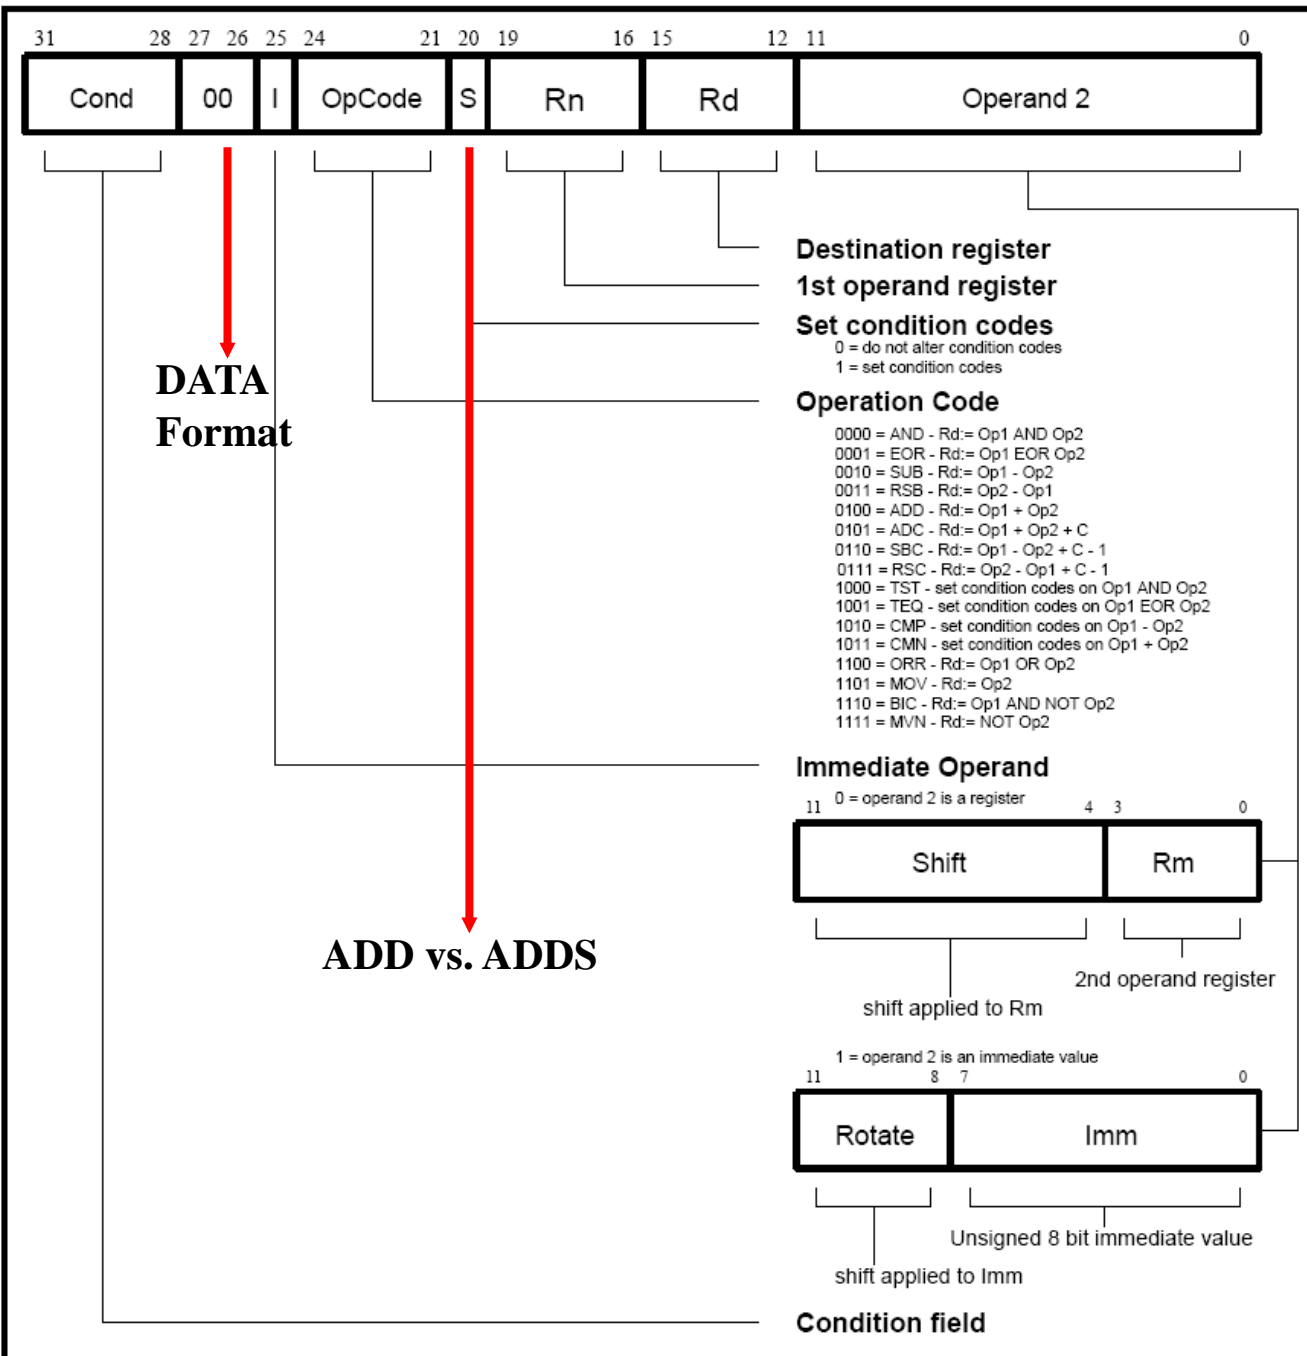 31 28 27 26 25 24 21 20 19 16 15 12 11 0
Cond 00 I OpCode S Rn Rd Operand 2
Destination register
1st operand register
Set condition codes
0 = do not alter condition codes
1 = set condition codes
DATA
Format
Operation Code
0000 = AND - Rd:= Op1 AND Op2
0001 = EOR - Rd:= Op1 EOR Op2
0010 = SUB - Rd:= Op1 - Op2
0011 = RSB - Rd:= Op2 - Op1
0100 = ADD - Rd:= Op1 + Op2
0101 = ADC - Rd:= Op1 + Op2 + C
0110 = SBC - Rd:= Op1 - Op2 + C - 1
0111 = RSC - Rd:= Op2 - Op1 + C - 1
1000 = TST - set condition codes on Op1 AND Op2
1001 = TEQ - set condition codes on Op1 EOR Op2
1010 = CMP - set condition codes on Op1 - Op2
1011 = CMN - set condition codes on Op1 + Op2
1100 = ORR - Rd:= Op1 OR Op2
1101 = MOV - Rd:= Op2
1110 = BIC - Rd:= Op1 AND NOT Op2
1111 = MVN - Rd:= NOT Op2
Immediate Operand
0 = operand 2 is a register
11 4 3 0
Shift Rm
ADD vs. ADDS
2nd operand register
shift applied to Rm
1 = operand 2 is an immediate value
11 8 7 0
Rotate Imm
Unsigned 8 bit immediate value
shift applied to Imm
Condition field